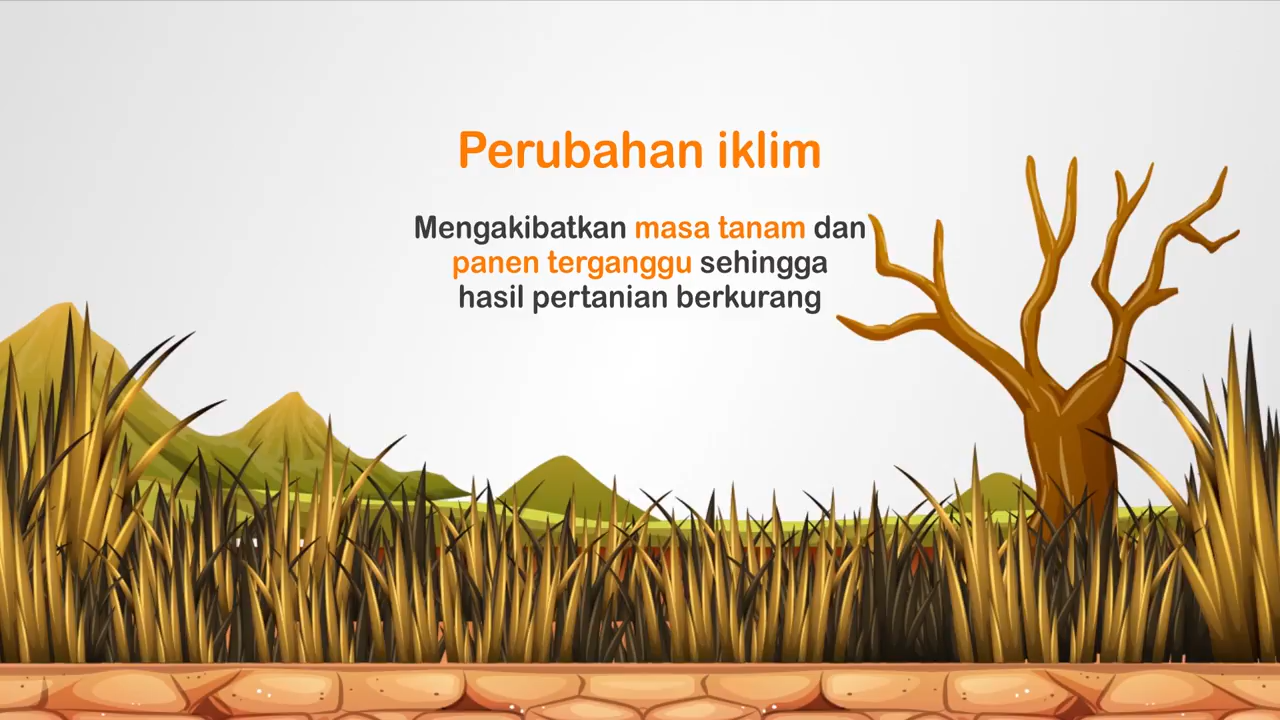 Perubahan iklim
Mengakibatkan masa tanam dan
panen terganggu sehingga
hasil pertanian berkurang